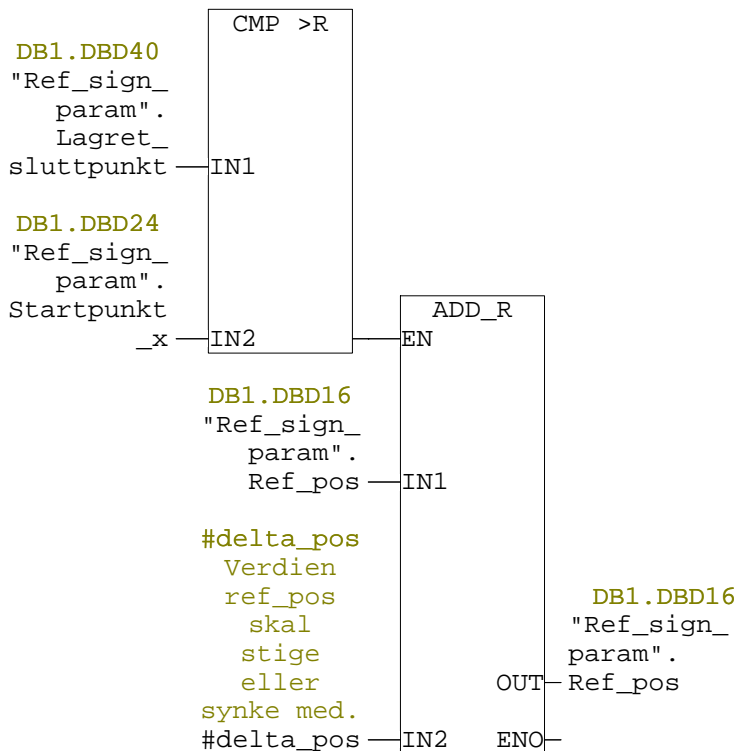 CMP >R
DB1.DBD40
"Ref_sign_
param".
Lagret_
sluttpunkt
IN1
DB1.DBD24
"Ref_sign_
param".
Startpunkt
_x
IN2
ADD_R
EN
DB1.DBD16
"Ref_sign_
param".
Ref_pos
IN1
#delta_pos
Verdien
ref_pos
skal
stige
eller
synke med.
#delta_pos
IN2
DB1.DBD16
"Ref_sign_
param".
OUT
Ref_pos
ENO